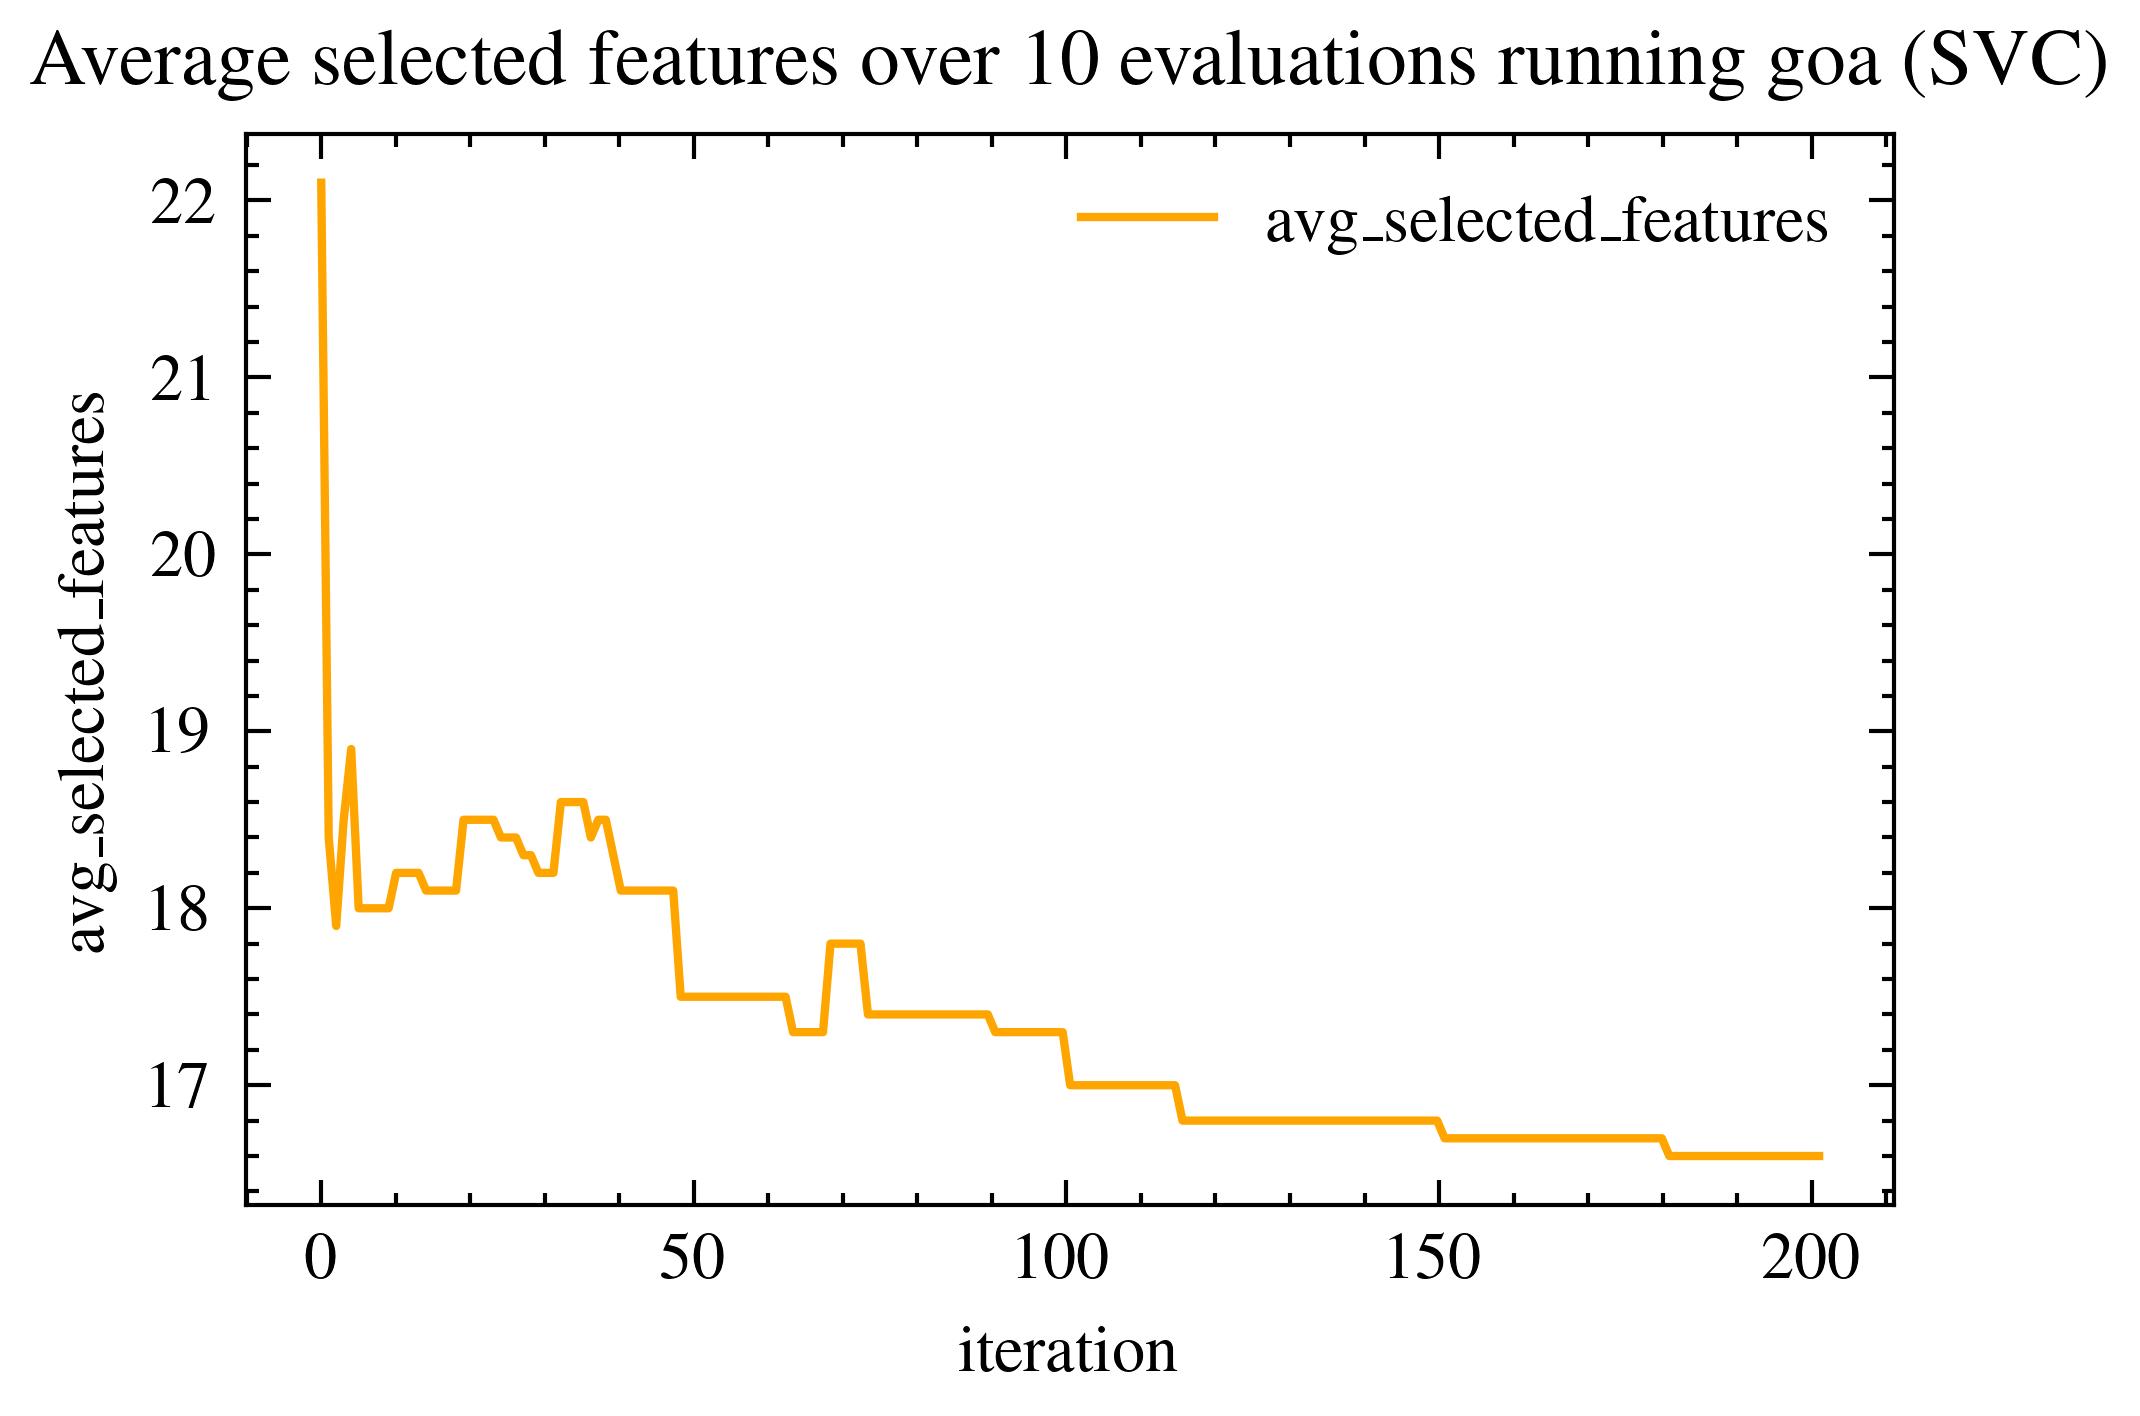 Average selected features over 10 evaluations running goa (SVC)
avg_selected_features
22
21
20
19
18
17
avg_selected_features
0 50 100 150 200
iteration